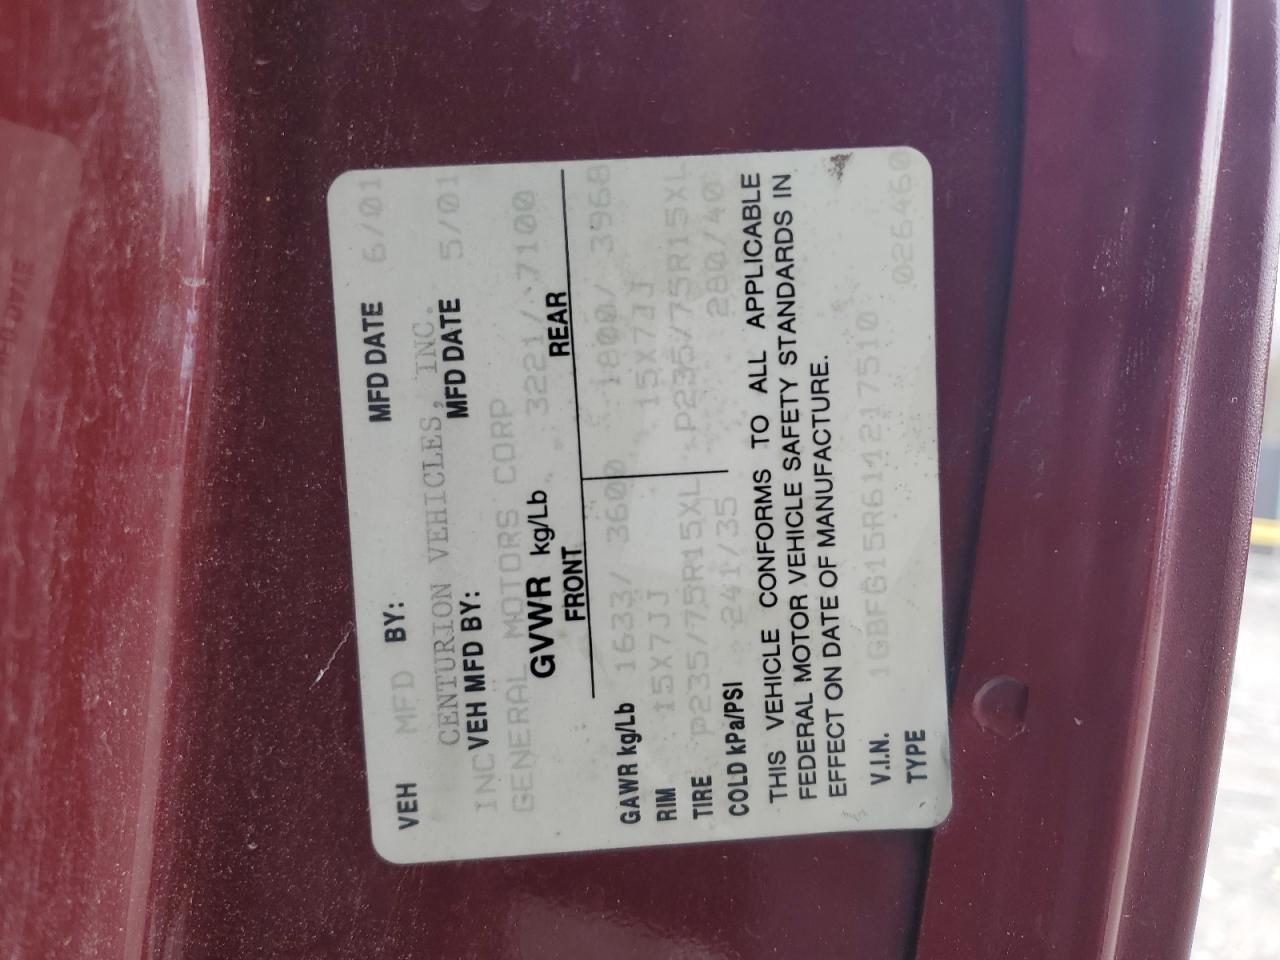 VEH MFD BY: MFD DATE 6/01
CENTURION VEHICLES, INC. 5/01
VEH MFD BY: MFD DATE
INC
GENERAL MOTORS CORP
GVWR kg/Lb 3221/ 7100
FRONT REAR
GAWR kg/Lb 1633/ 3600 1800/ 3968
RIM 15X7JJ 15X7JJ
TIRE P235/75R15XL P235/75R15XL
COLD kPa/PSI 241/35 280/40
THIS VEHICLE CONFORMS TO ALL APPLICABLE
FEDERAL MOTOR VEHICLE SAFETY STANDARDS IN
EFFECT ON DATE OF MANUFACTURE.
V.I.N. 1GBFG15R611217510
TYPE 026460